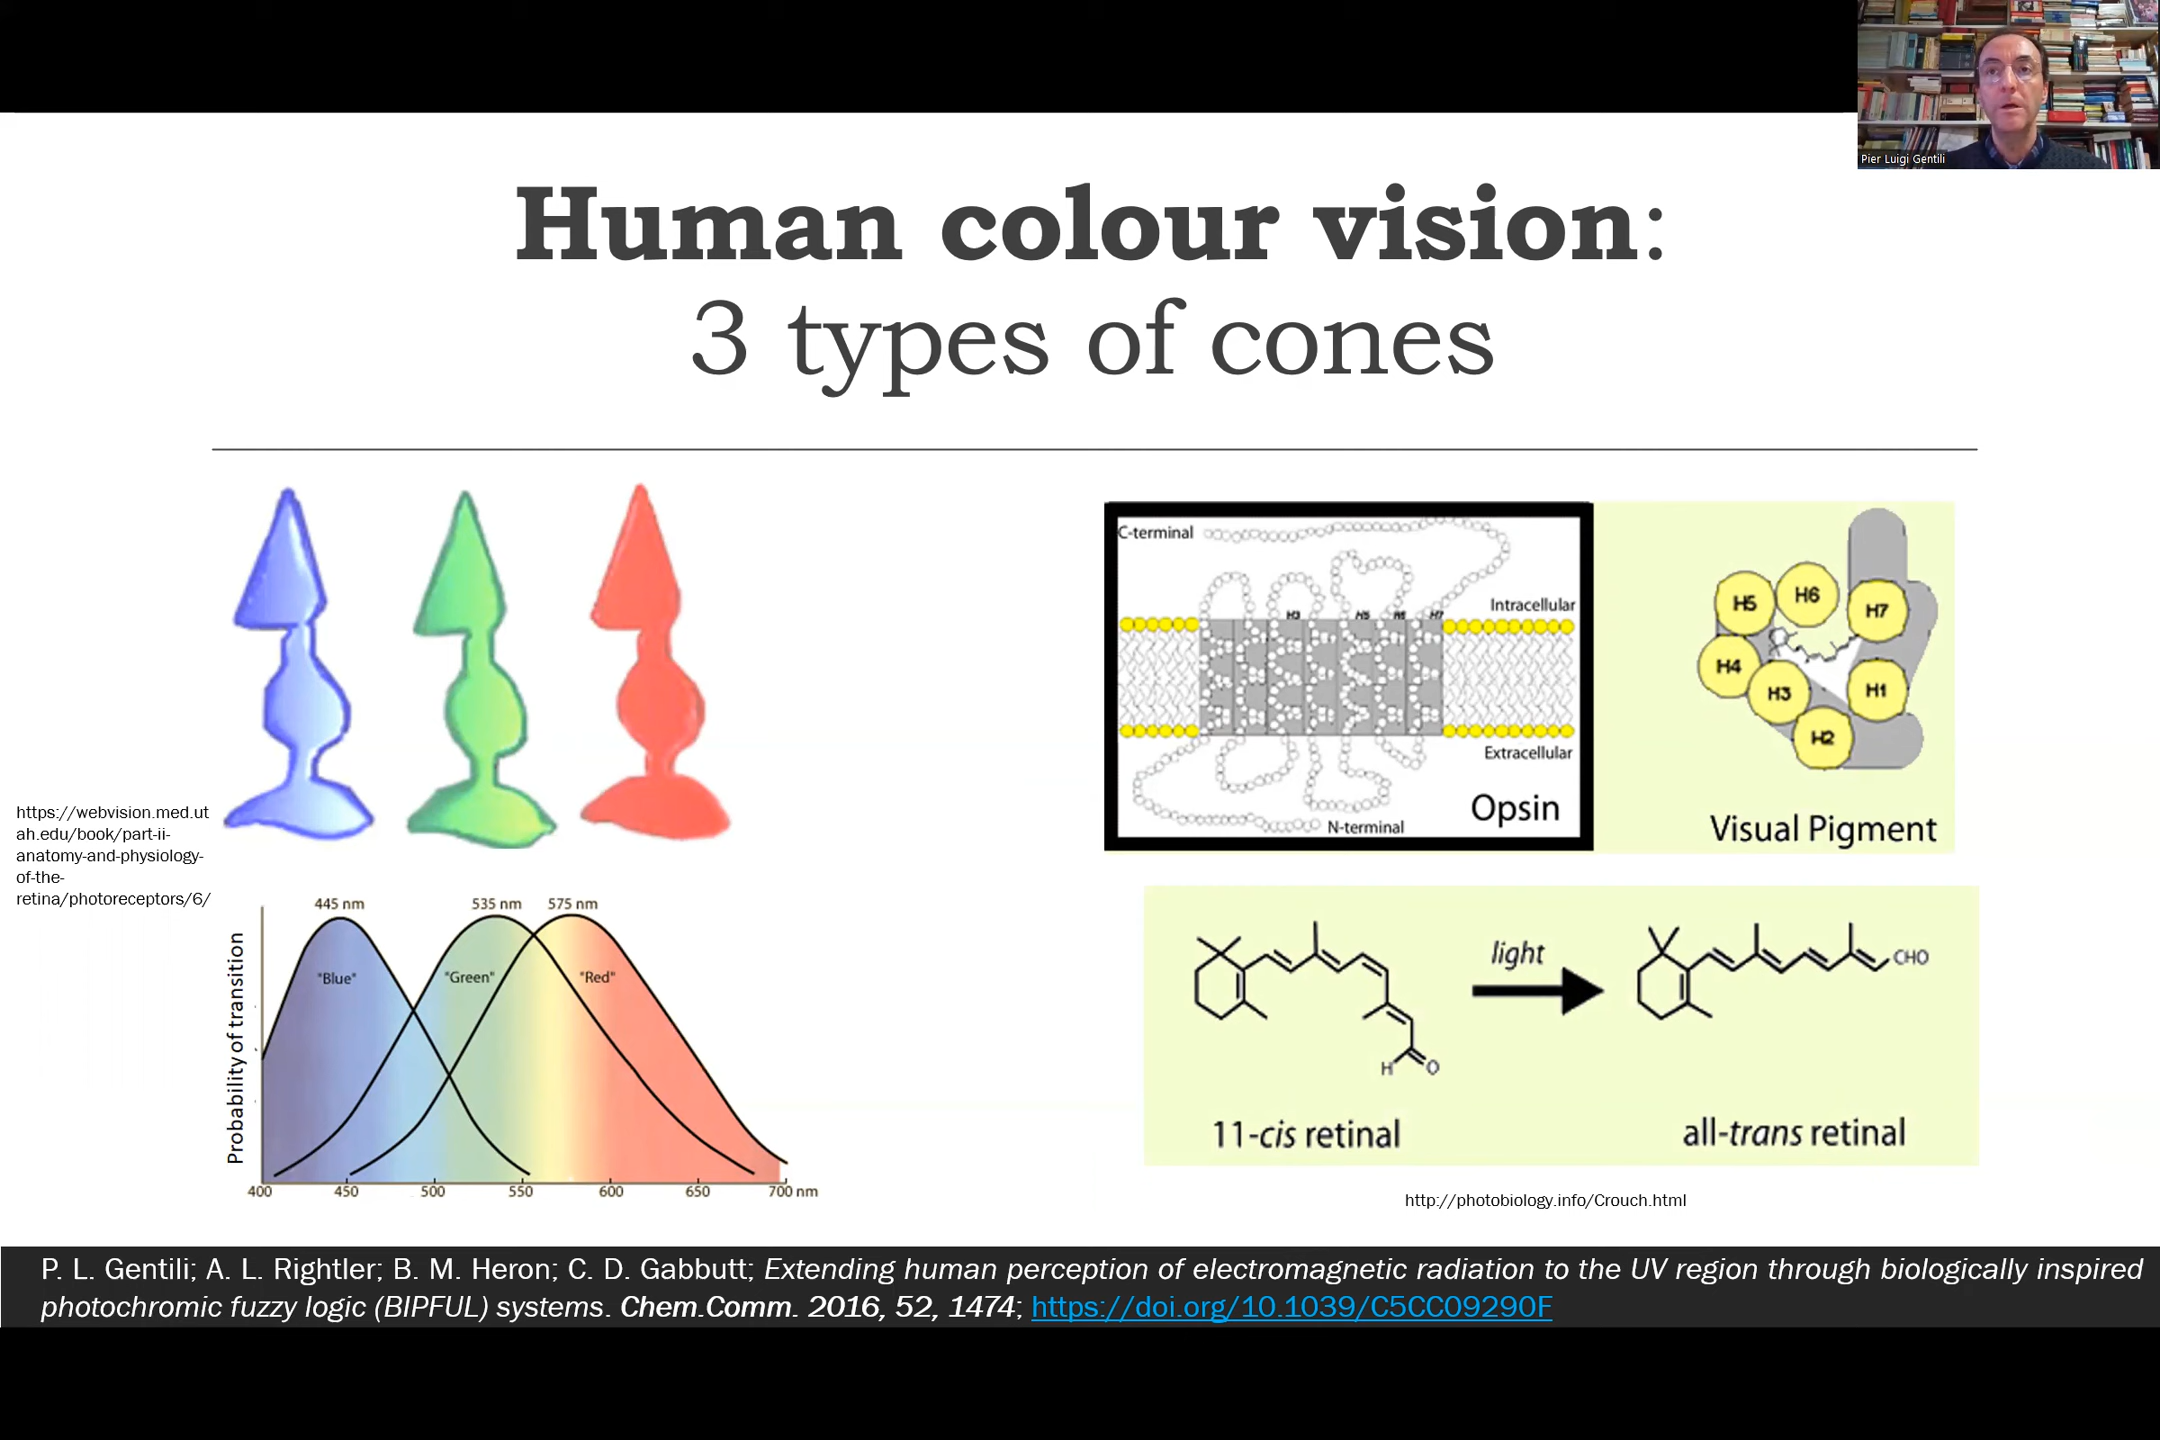 Pier Luigi Gentili
Human colour vision:
3 types of cones
https://webvision.med.ut
ah.edu/book/part-ii-
anatomy-and-physiology-
of-the-
retina/photoreceptors/6/
445 nm
535 nm
575 nm
"Blue"
"Green"
"Red"
Probability of transition
400
450
500
550
600
650
700 nm
C-terminal
Intracellular
H3
H5
H6
H7
Extracellular
Opsin
N-terminal
H5
H6
H7
H4
H3
H1
H2
Visual Pigment
light
CHO
H
O
11-cis retinal
all-trans retinal
http://photobiology.info/Crouch.html
P. L. Gentili; A. L. Rightler; B. M. Heron; C. D. Gabbutt; Extending human perception of electromagnetic radiation to the UV region through biologically inspired
photochromic fuzzy logic (BIPFUL) systems. Chem.Comm. 2016, 52, 1474; https://doi.org/10.1039/C5CC09290F